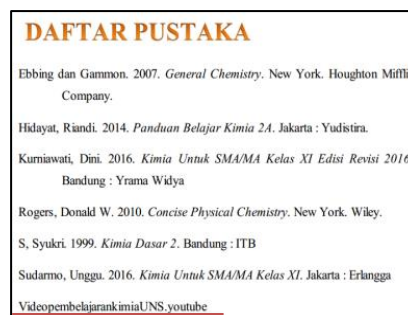 DAFTAR PUSTAKA
Ebbing dan Gammon. 2007. General Chemistry. New York. Houghton Miffli
Company.
Hidayat, Riandi. 2014. Panduan Belajar Kimia 2A. Jakarta : Yudistira.
Kurniawati, Dini. 2016. Kimia Untuk SMA/MA Kelas XI Edisi Revisi 2016
Bandung : Yrama Widya
Rogers, Donald W. 2010. Concise Physical Chemistry. New York. Wiley.
S, Syukri. 1999. Kimia Dasar 2. Bandung : ITB
Sudarmo, Unggu. 2016. Kimia Untuk SMA/MA Kelas XI. Jakarta : Erlangga
VideopembelajarankimiaUNS.youtube